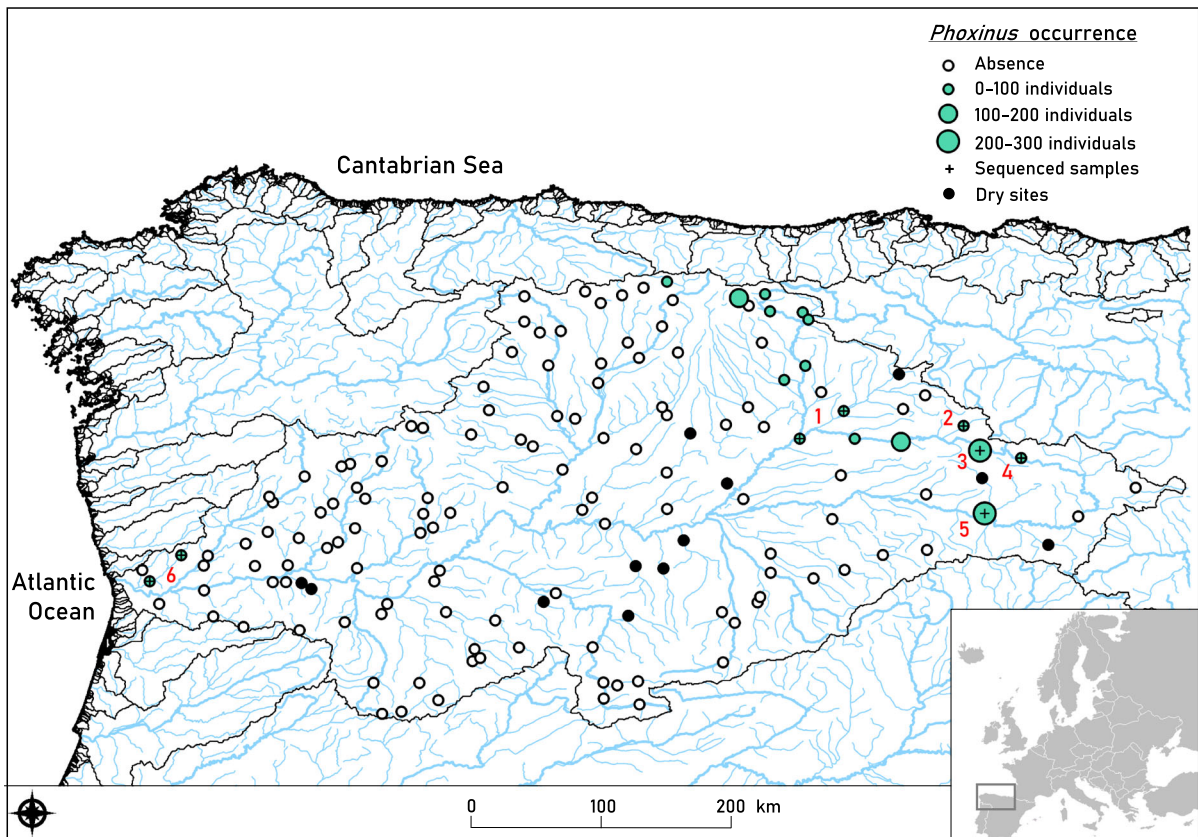 Phoxinus occurrence
Absence
0–100 individuals
100–200 individuals
200–300 individuals
Sequenced samples
Dry sites
Cantabrian Sea
1
2
3
4
5
6
Atlantic
Ocean
0 100 200 km